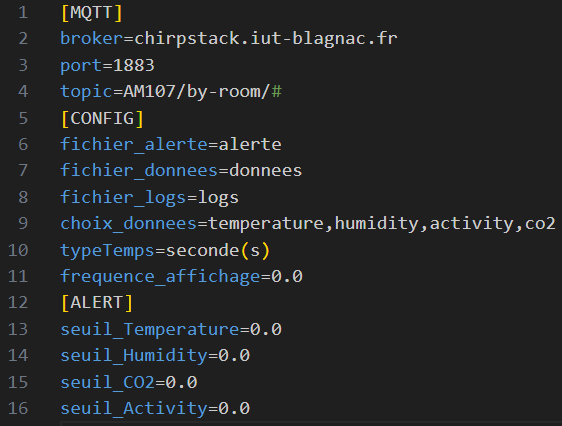 1 [MQTT]
2 broker=chirpstack.iut-blagnac.fr
3 port=1883
4 topic=AM107/by-room/#
5 [CONFIG]
6 fichier_alerte=alerte
7 fichier_donnees=donnees
8 fichier_logs=logs
9 choix_donnees=temperature,humidity,activity,co2
10 typeTemps=seconde(s)
11 frequence_affichage=0.0
12 [ALERT]
13 seuil_Temperature=0.0
14 seuil_Humidity=0.0
15 seuil_CO2=0.0
16 seuil_Activity=0.0